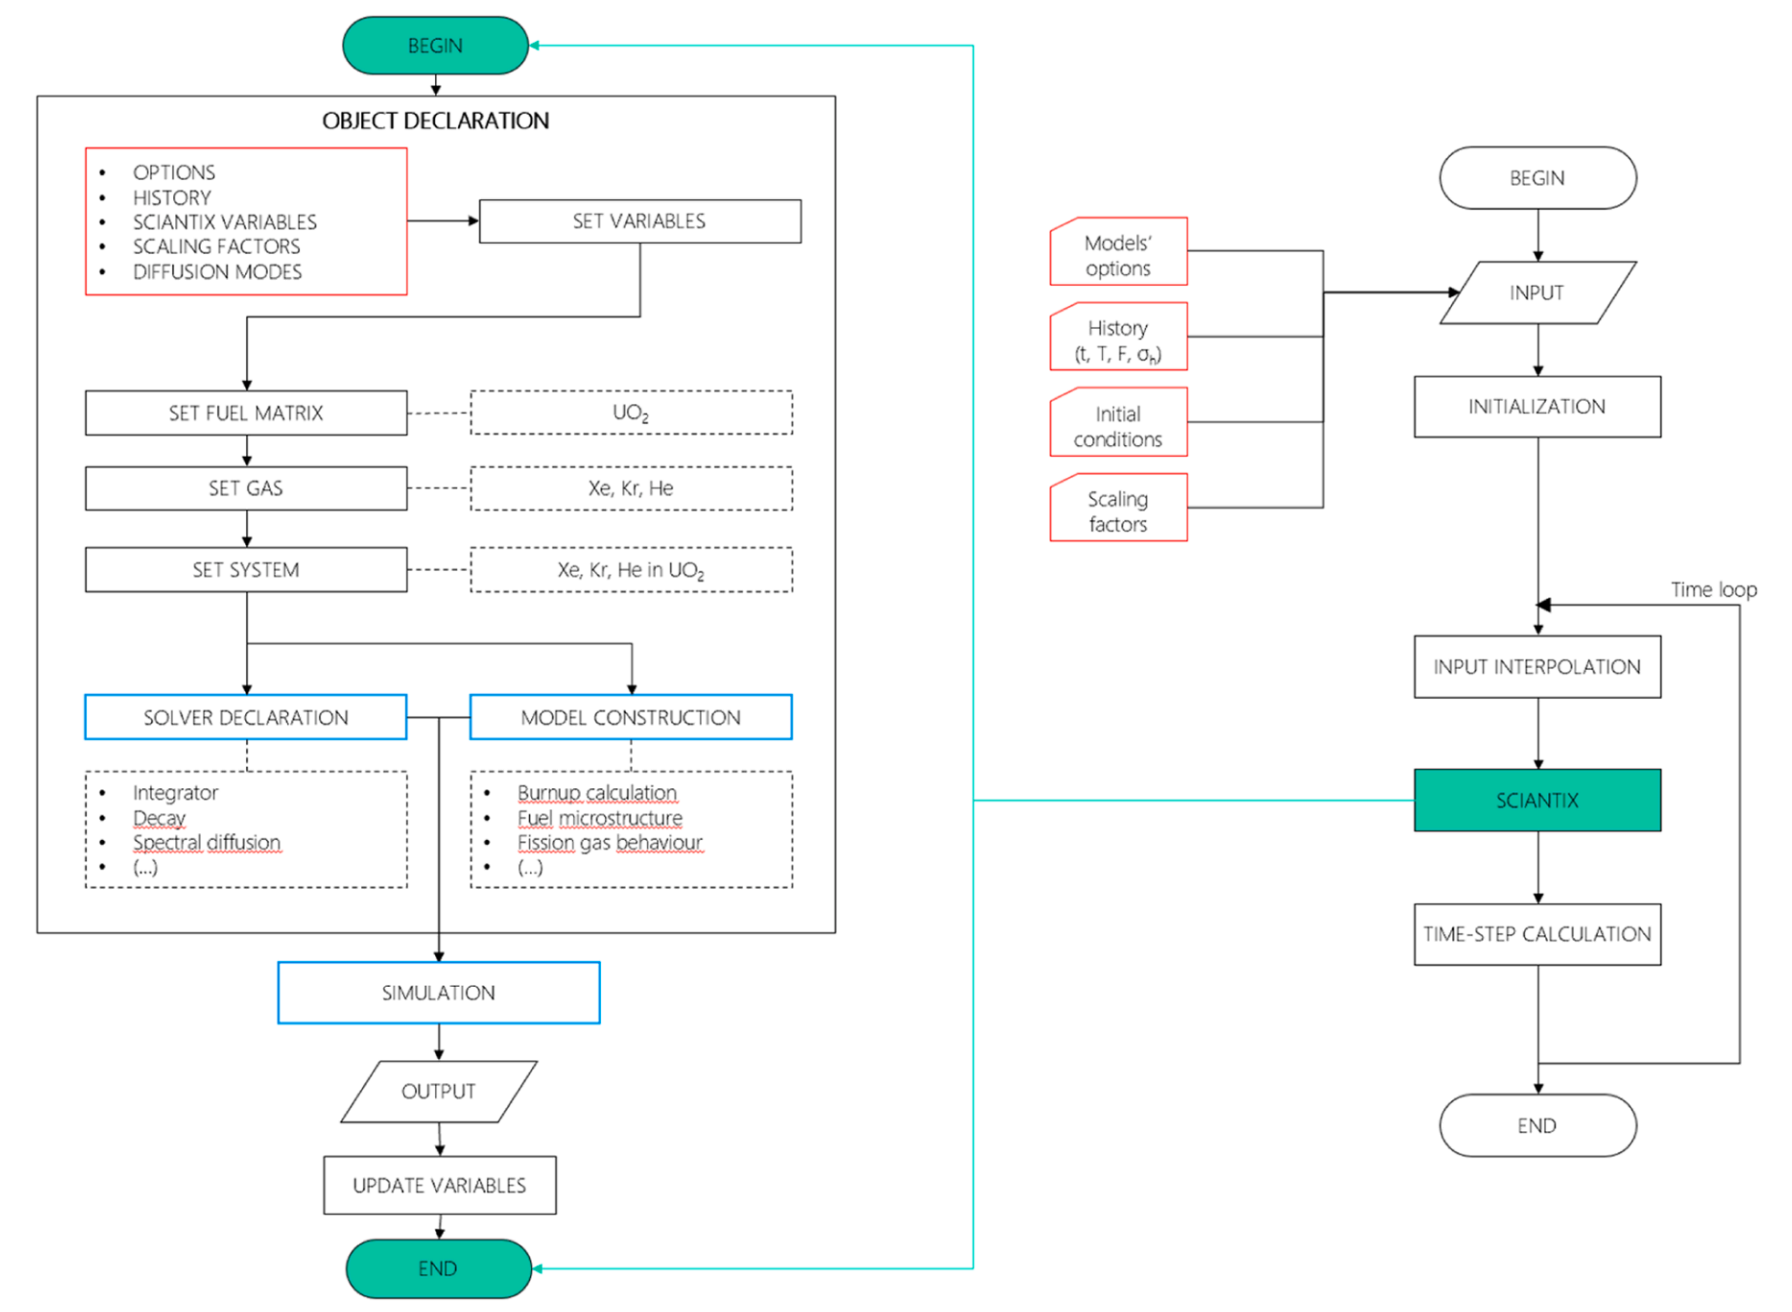 BEGIN
OBJECT DECLARATION
• OPTIONS
• HISTORY
• SCIANTIX VARIABLES
• SCALING FACTORS
• DIFFUSION MODES
SET VARIABLES
SET FUEL MATRIX
UO₂
SET GAS
Xe, Kr, He
SET SYSTEM
Xe, Kr, He in UO₂
SOLVER DECLARATION
MODEL CONSTRUCTION
• Integrator
• Decay
• Spectral diffusion
• (...)
• Burnup calculation
• Fuel microstructure
• Fission gas behaviour
• (...)
SIMULATION
OUTPUT
UPDATE VARIABLES
END
BEGIN
Models'
options
History
(t, T, F, σₕ)
Initial
conditions
Scaling
factors
INPUT
INITIALIZATION
Time loop
INPUT INTERPOLATION
SCIANTIX
TIME-STEP CALCULATION
END